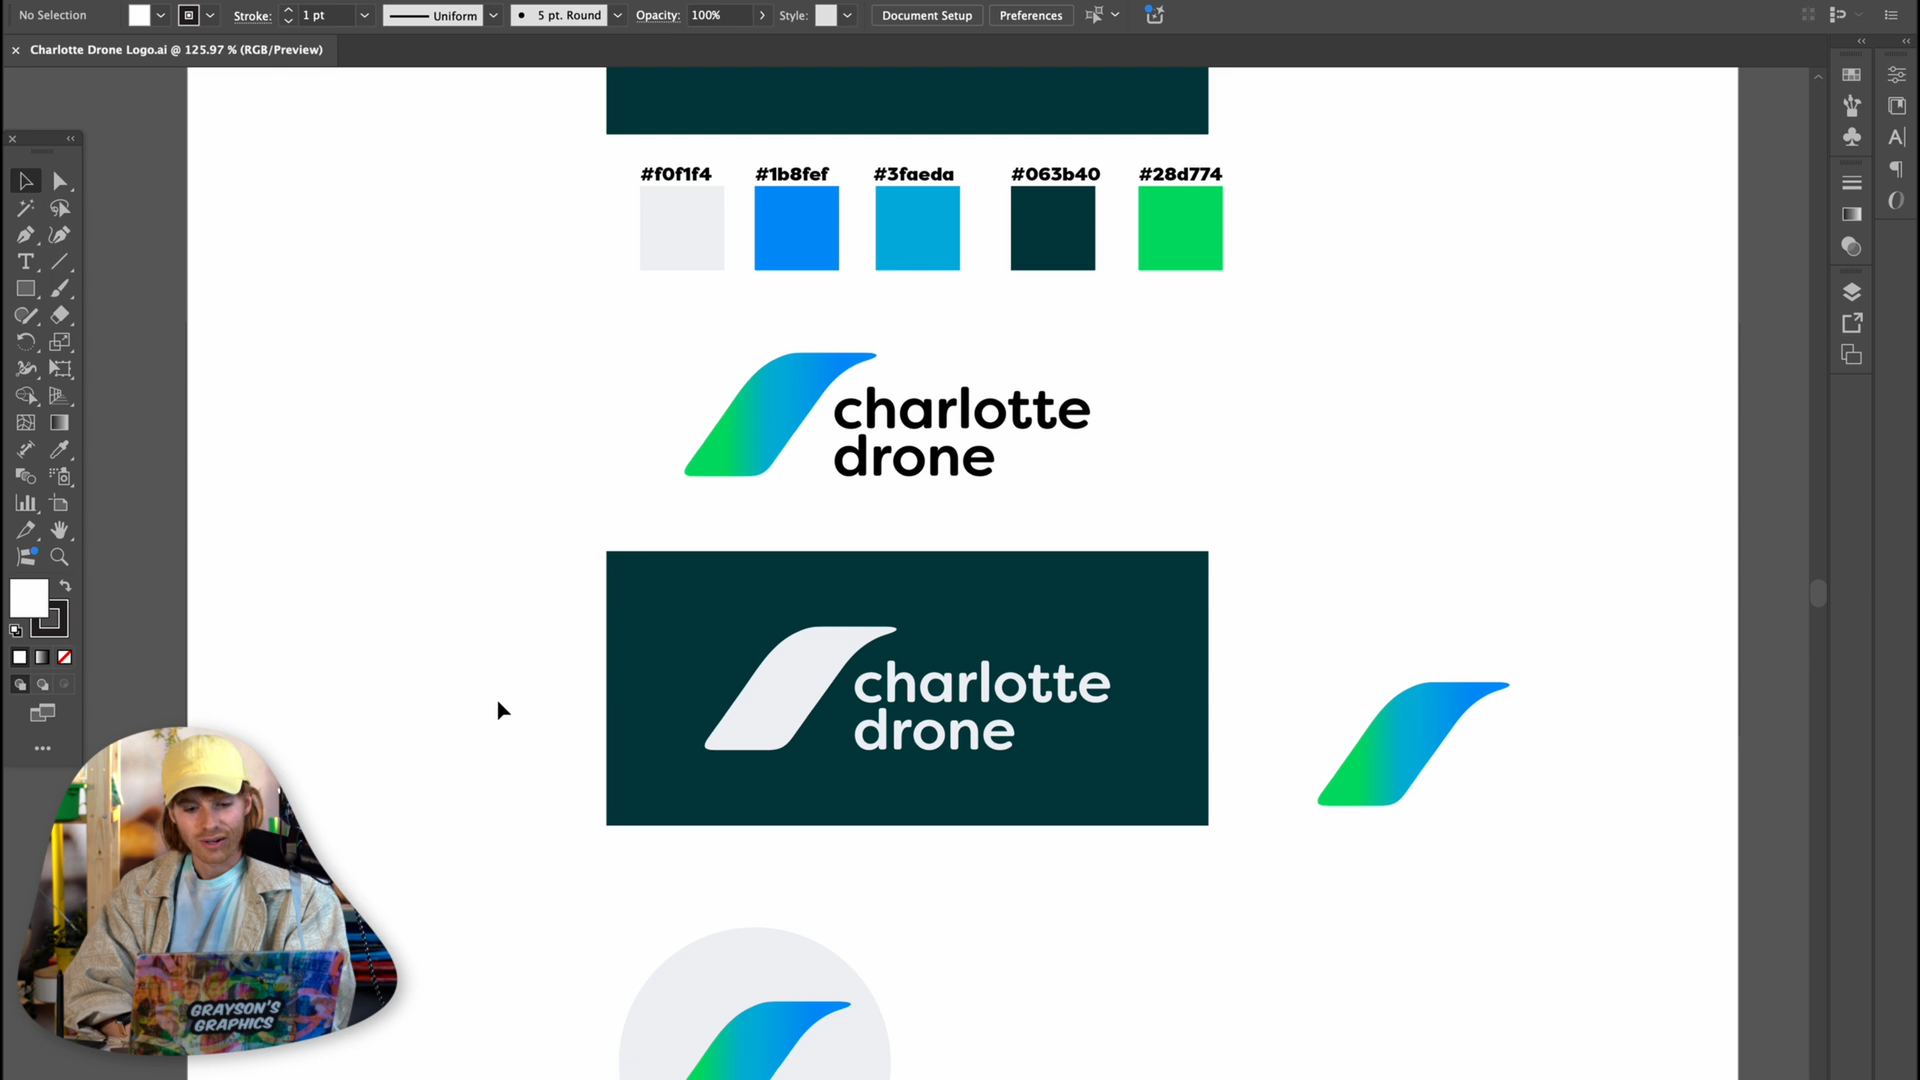 No Selection
Stroke:
1 pt
Uniform
5 pt. Round
Opacity:
100%
Style:
Document Setup
Preferences
Charlotte Drone Logo.ai @ 125.97 % (RGB/Preview)
#f0f1f4
#1b8fef
#3faeda
#063b40
#28d774
charlotte
drone
charlotte
drone
GRAYSON'S
GRAPHICS